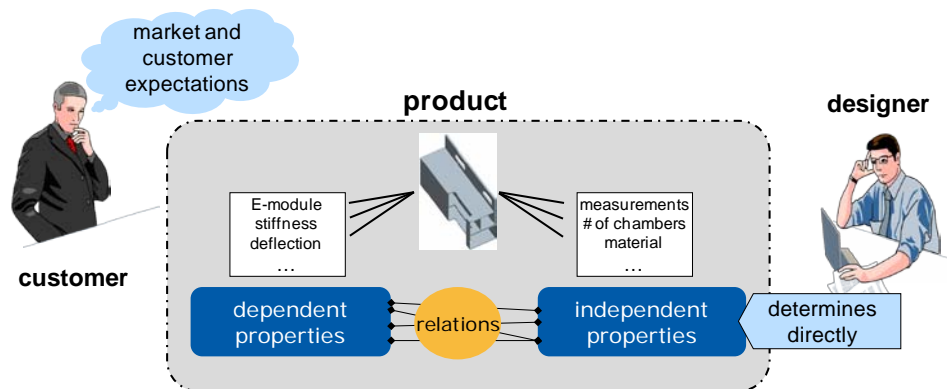 market and
customer
expectations
product
designer
E-module
stiffness
deflection
…
measurements
# of chambers
material
…
customer
dependent
properties
relations
independent
properties
determines
directly